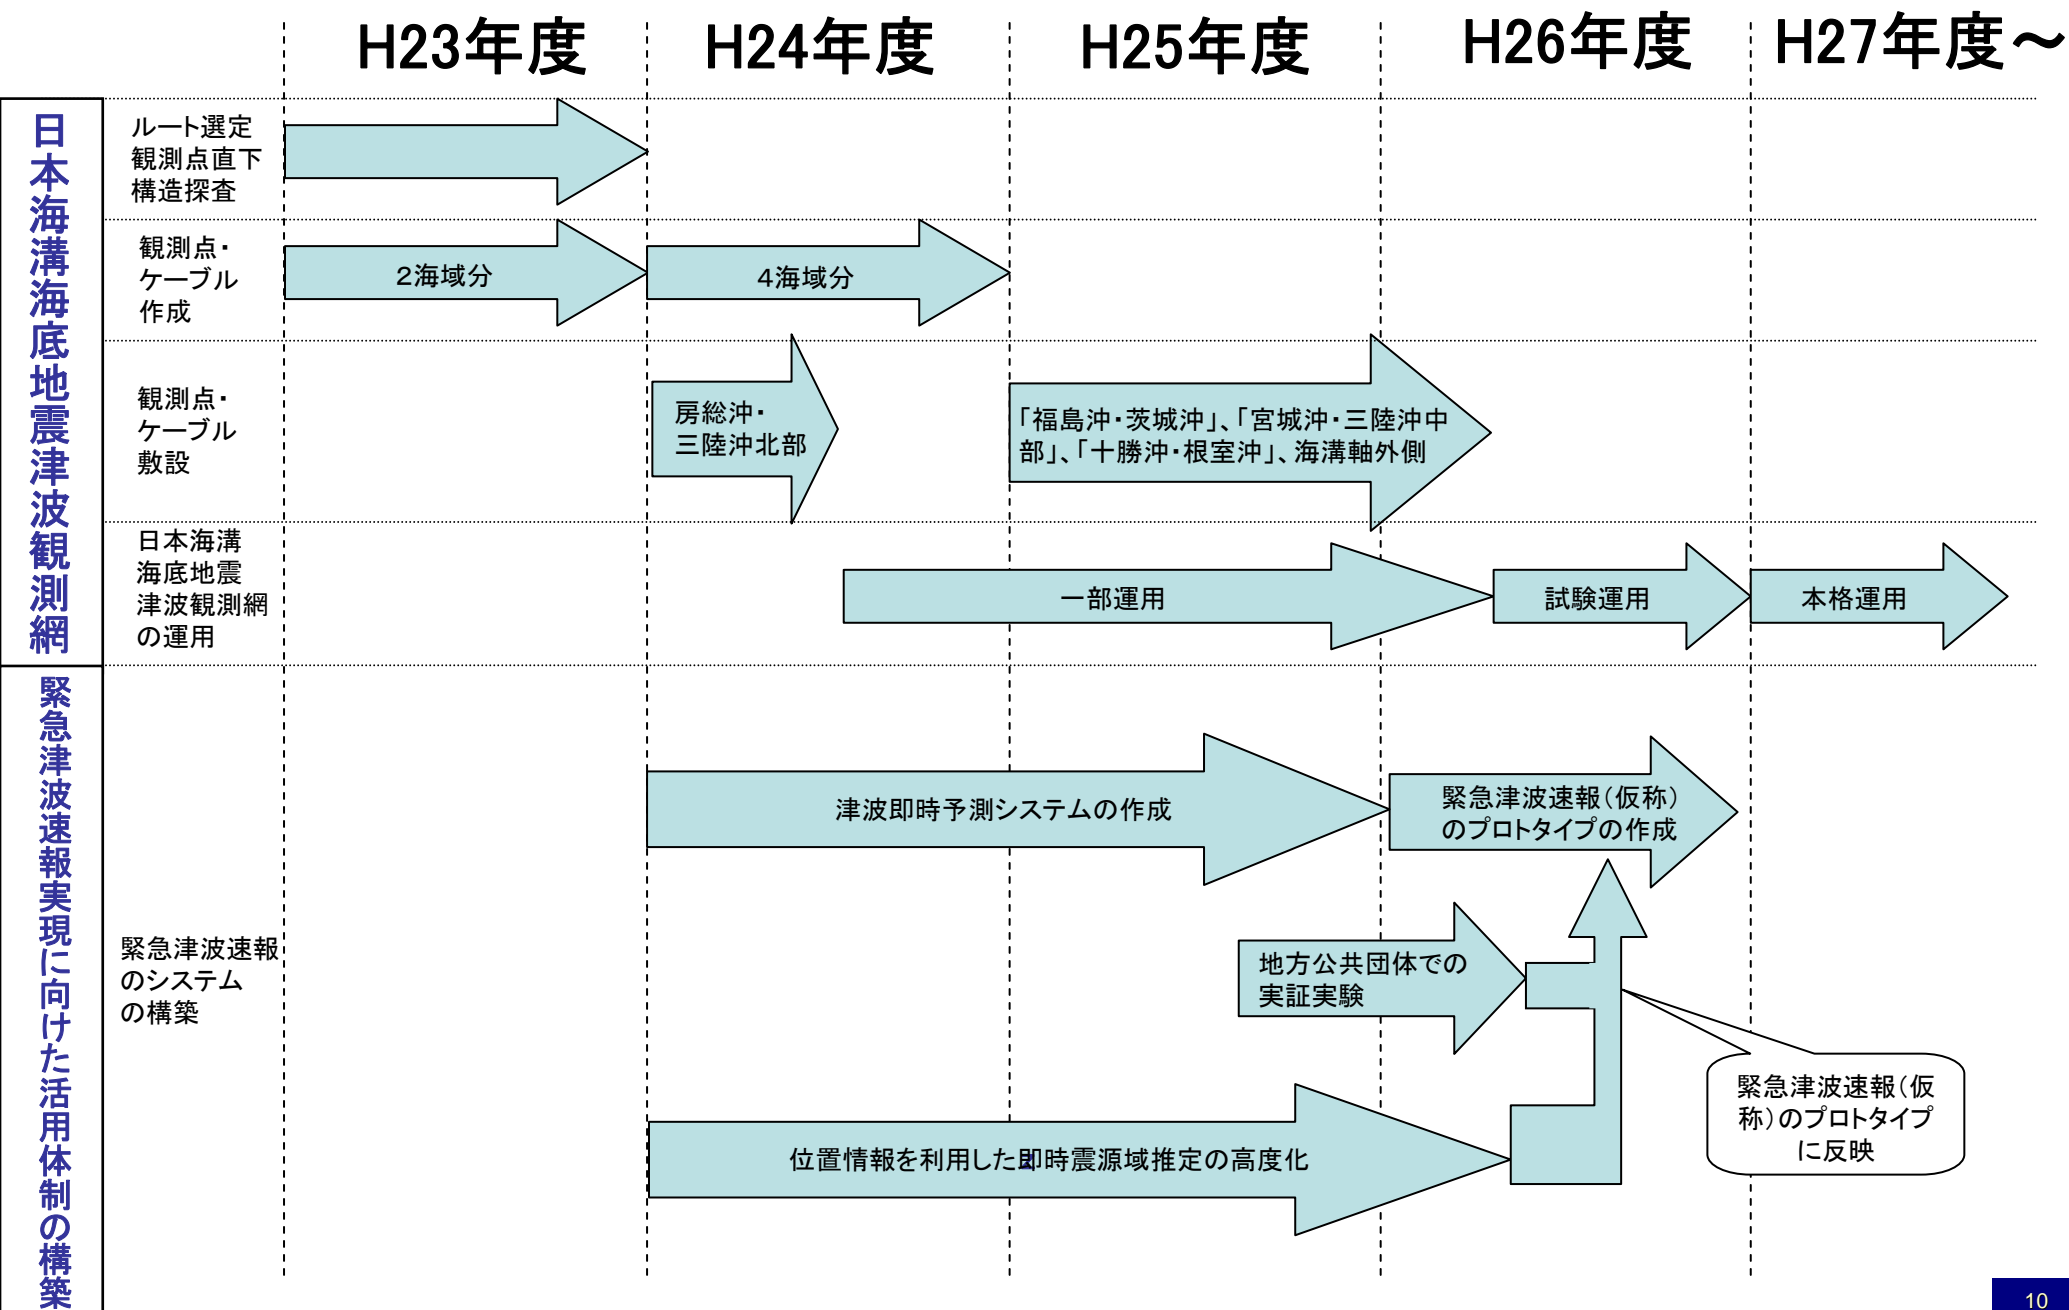 H23年度
H24年度
H25年度
H26年度
H27年度～
日本海溝海底地震津波観測網
ルート選定
観測点直下
構造探査
観測点・
ケーブル
作成
２海域分
４海域分
観測点・
ケーブル
敷設
房総沖・
三陸沖北部
「福島沖・茨城沖」、「宮城沖・三陸沖中
部」、「十勝沖・根室沖」、海溝軸外側
日本海溝
海底地震
津波観測網
の運用
一部運用
試験運用
本格運用
緊急津波速報実現に向けた活用体制の構築
緊急津波速報
のシステム
の構築
津波即時予測システムの作成
緊急津波速報（仮称）
のプロトタイプの作成
地方公共団体での
実証実験
位置情報を利用した即時震源域推定の高度化
緊急津波速報（仮
称）のプロトタイプ
に反映
10